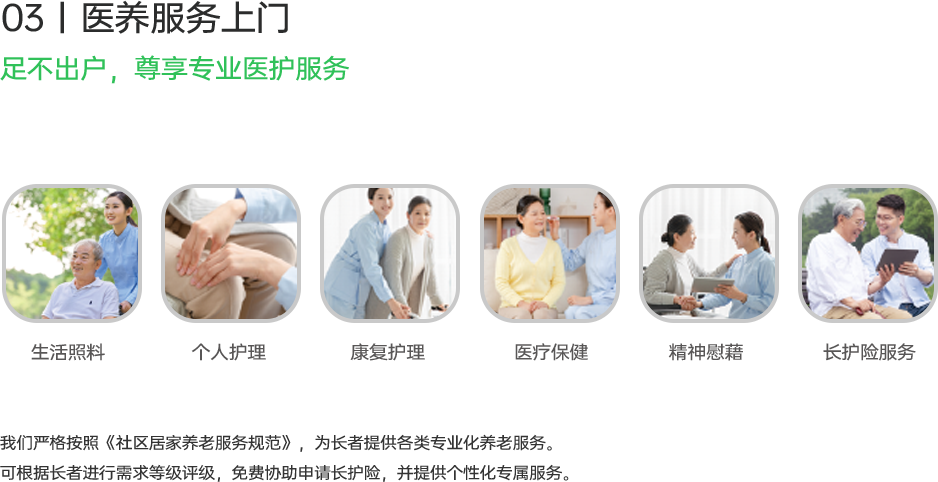 03丨医养服务上门
足不出户，尊享专业医护服务
生活照料 个人护理 康复护理 医疗保健 精神慰藉 长护险服务
我们严格按照《社区居家养老服务规范》，为长者提供各类专业化养老服务。
可根据长者进行需求等级评级，免费协助申请长护险，并提供个性化专属服务。